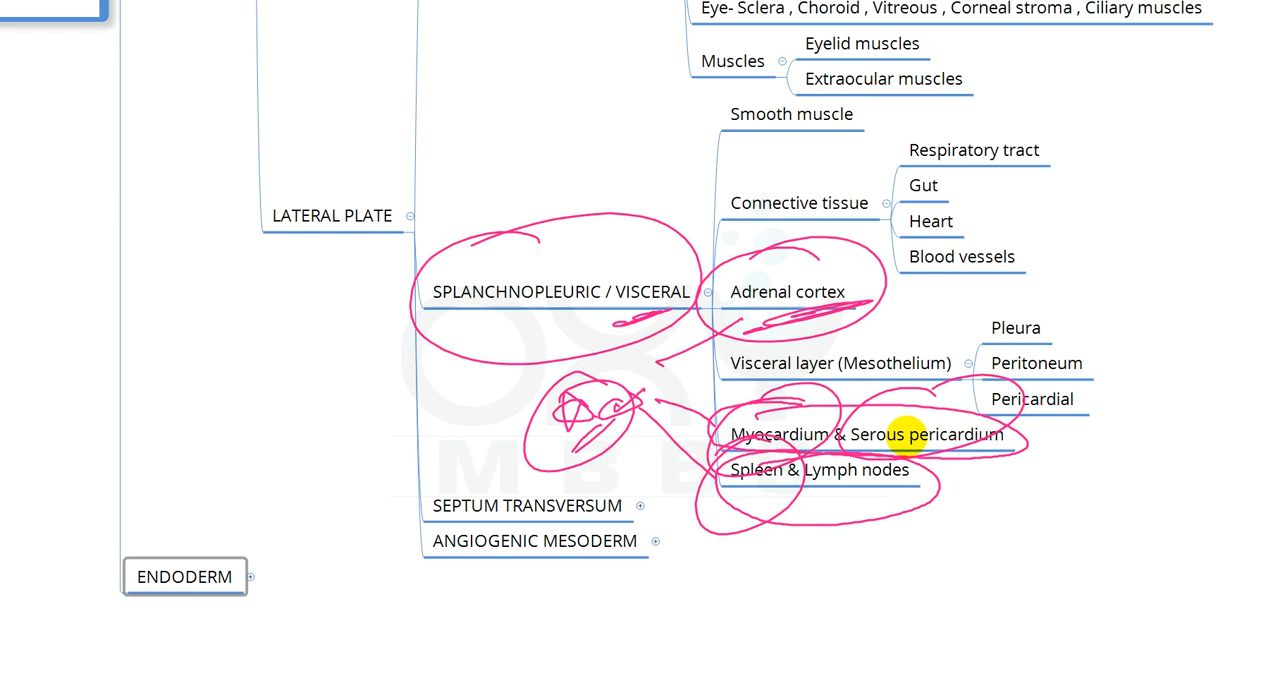 Eye- Sclera , Choroid , Vitreous , Corneal stroma , Ciliary muscles
Eyelid muscles
Muscles
Extraocular muscles
Smooth muscle
Respiratory tract
Gut
Connective tissue
LATERAL PLATE
Heart
Blood vessels
SPLANCHNOPLEURIC / VISCERAL
Adrenal cortex
Pleura
Visceral layer (Mesothelium)
Peritoneum
Pericardial
Myocardium & Serous pericardium
MBBS
Spleen & Lymph nodes
SEPTUM TRANSVERSUM
ANGIOGENIC MESODERM
ENDODERM